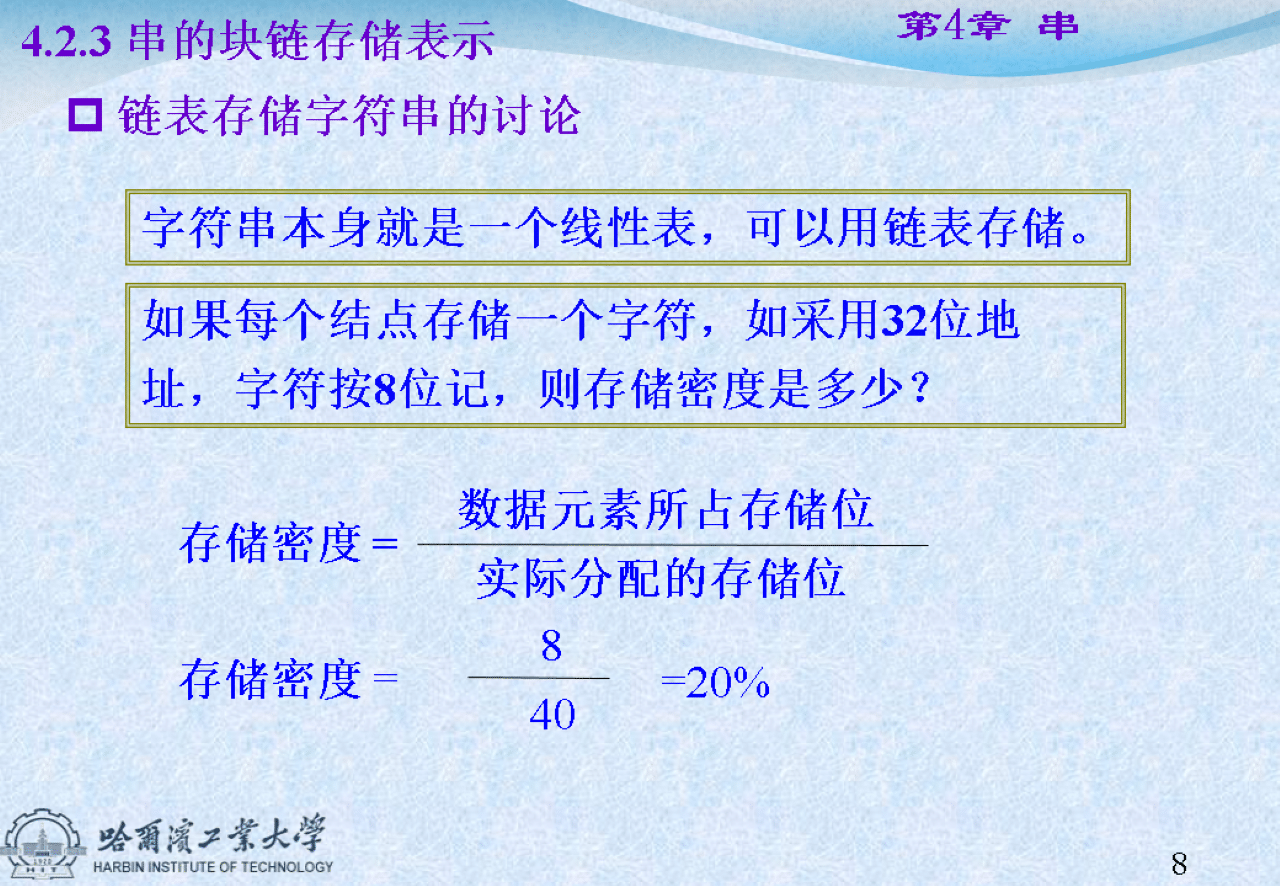 4.2.3 串的块链存储表示
第4章 串
链表存储字符串的讨论
字符串本身就是一个线性表，可以用链表存储。
如果每个结点存储一个字符，如采用32位地
址，字符按8位记，则存储密度是多少？
数据元素所占存储位
存储密度 =
实际分配的存储位
8
存储密度 =
=20%
40
哈爾濱工業大學
HARBIN INSTITUTE OF TECHNOLOGY
1920
HIT
8